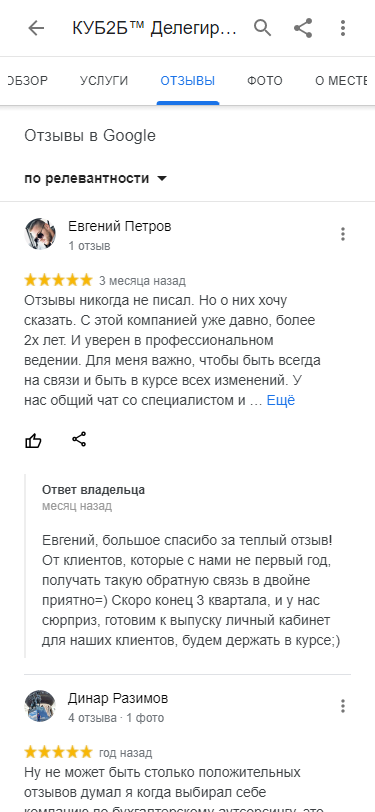 КУБ2Б™ Делегир...
ОБЗОР УСЛУГИ ОТЗЫВЫ ФОТО О МЕСТЕ
Отзывы в Google
по релевантности
Евгений Петров
1 отзыв
3 месяца назад
Отзывы никогда не писал. Но о них хочу
сказать. С этой компанией уже давно, более
2х лет. И уверен в профессиональном
ведении. Для меня важно, чтобы быть всегда
на связи и быть в курсе всех изменений. У
нас общий чат со специалистом и … Ещё
Ответ владельца
месяц назад
Евгений, большое спасибо за теплый отзыв!
От клиентов, которые с нами не первый год,
получать такую обратную связь в двойне
приятно=) Скоро конец 3 квартала, и у нас
сюрприз, готовим к выпуску личный кабинет
для наших клиентов, будем держать в курсе;)
Динар Разимов
4 отзыва · 1 фото
год назад
Ну не может быть столько положительных
отзывов думал я когда выбирал себе
компанию по бухгалтерскому аутсорсингу, это